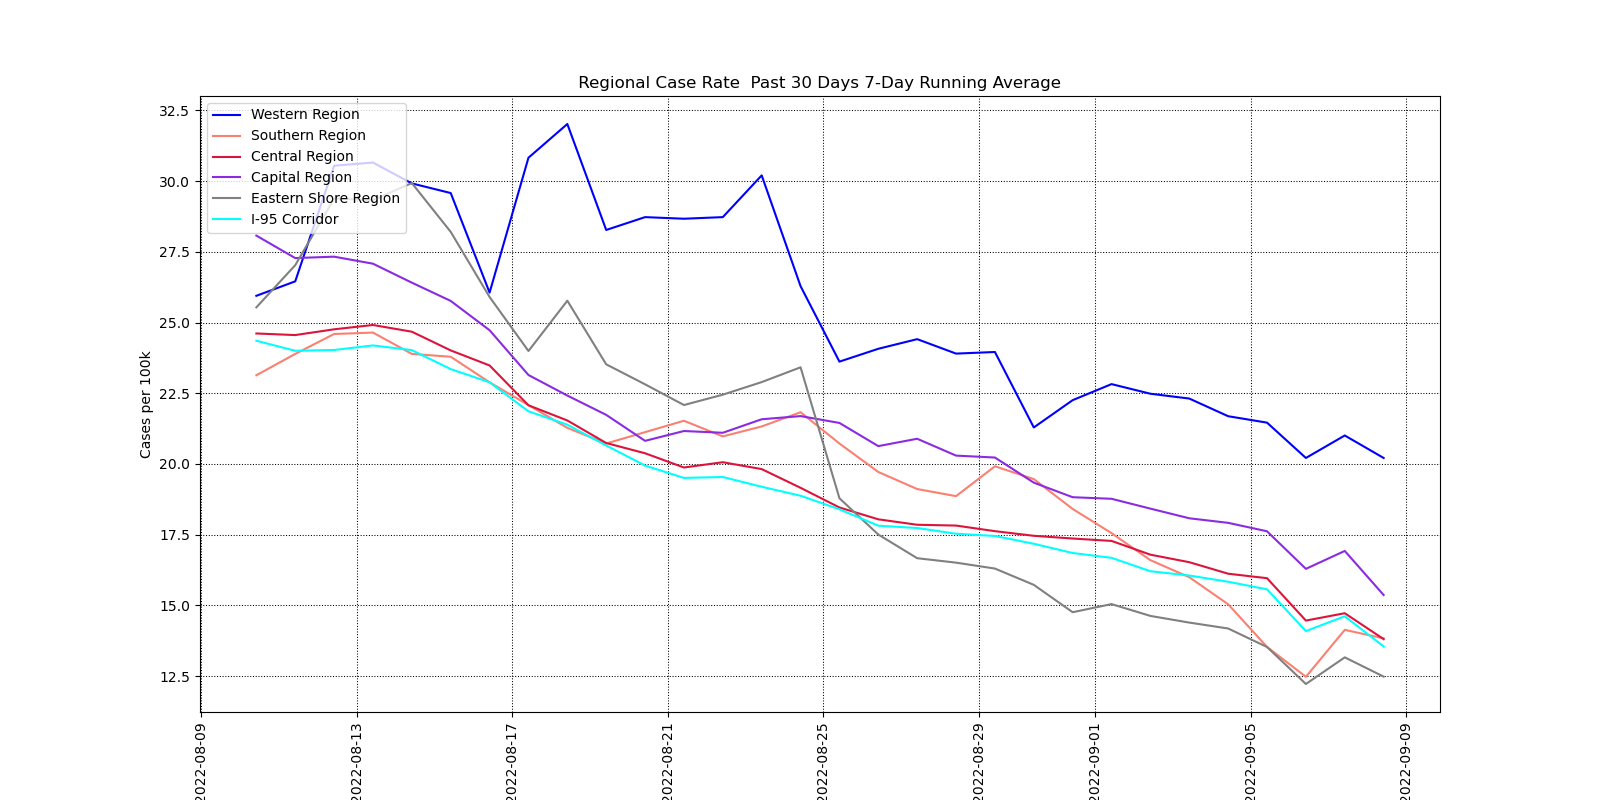 Regional Case Rate  Past 30 Days 7-Day Running Average
Western Region
Southern Region
Central Region
Capital Region
Eastern Shore Region
I-95 Corridor
Cases per 100k
32.5
30.0
27.5
25.0
22.5
20.0
17.5
15.0
12.5
2022-08-09
2022-08-13
2022-08-17
2022-08-21
2022-08-25
2022-08-29
2022-09-01
2022-09-05
2022-09-09